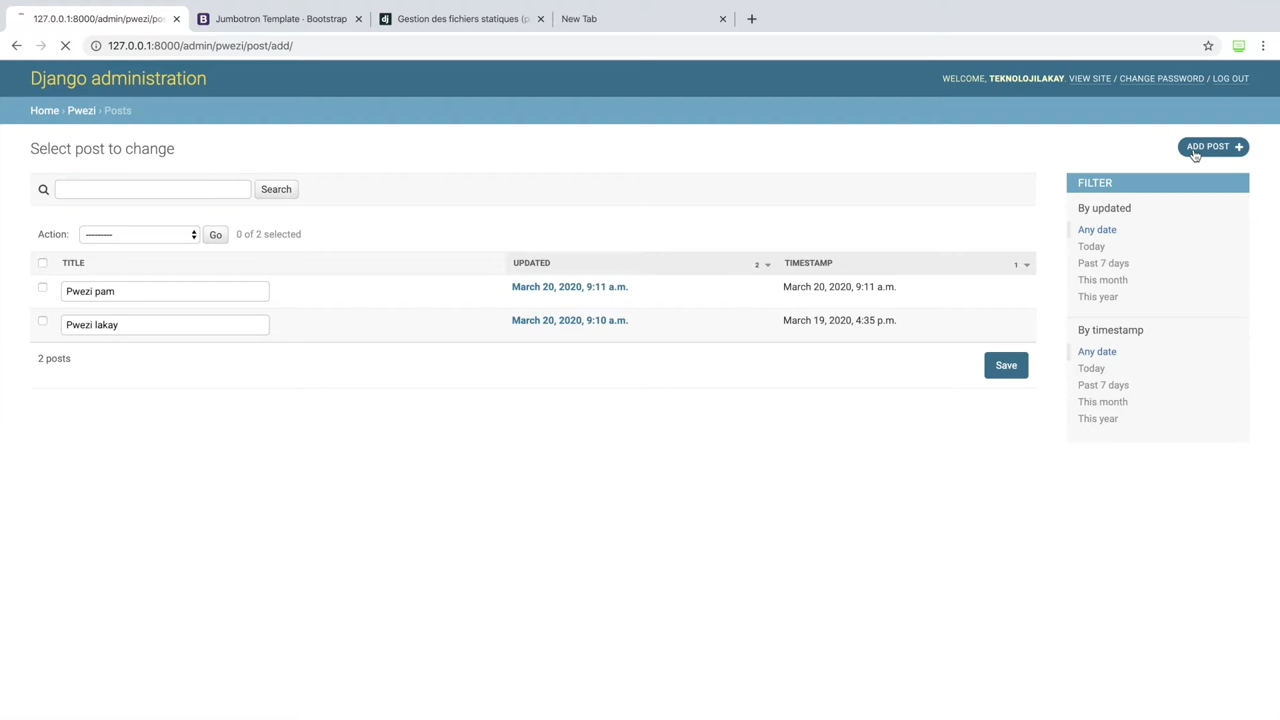 127.0.0.1:8000/admin/pwezi/pos
Jumbotron Template · Bootstrap
Gestion des fichiers statiques (p
New Tab
127.0.0.1:8000/admin/pwezi/post/add/
Django administration
WELCOME, TEKNOLOJILAKAY. VIEW SITE / CHANGE PASSWORD / LOG OUT
Home › Pwezi › Posts
Select post to change
ADD POST +
Search
Action: --------- Go 0 of 2 selected
TITLE UPDATED 2 TIMESTAMP 1
Pwezi pam March 20, 2020, 9:11 a.m. March 20, 2020, 9:11 a.m.
Pwezi lakay March 20, 2020, 9:10 a.m. March 19, 2020, 4:35 p.m.
2 posts
Save
FILTER
By updated
Any date
Today
Past 7 days
This month
This year
By timestamp
Any date
Today
Past 7 days
This month
This year